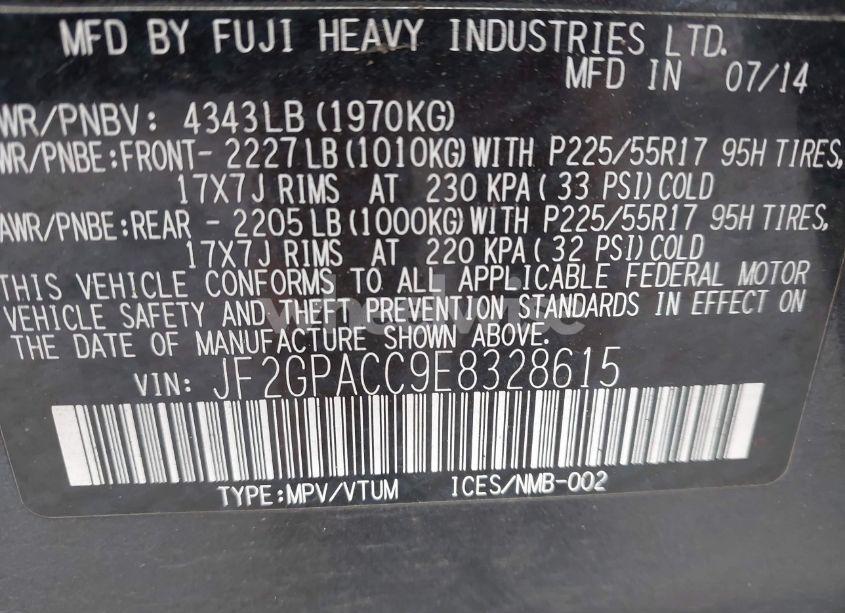 MFD BY FUJI HEAVY INDUSTRIES LTD.
MFD IN 07/14
WR/PNBV: 4343LB (1970KG)
WR/PNBE:FRONT- 2227LB (1010KG) WITH P225/55R17 95H TIRES,
17X7J RIMS AT 230 KPA ( 33 PSI) COLD
AWR/PNBE:REAR - 2205LB (1000KG) WITH P225/55R17 95H TIRES,
17X7J RIMS AT 220 KPA ( 32 PSI) COLD
THIS VEHICLE CONFORMS TO ALL APPLICABLE FEDERAL MOTOR
VEHICLE SAFETY AND THEFT PREVENTION STANDARDS IN EFFECT ON
THE DATE OF MANUFACTURE SHOWN ABOVE.
VIN: JF2GPACC9E8328615
TYPE:MPV/VTUM ICES/NMB-002